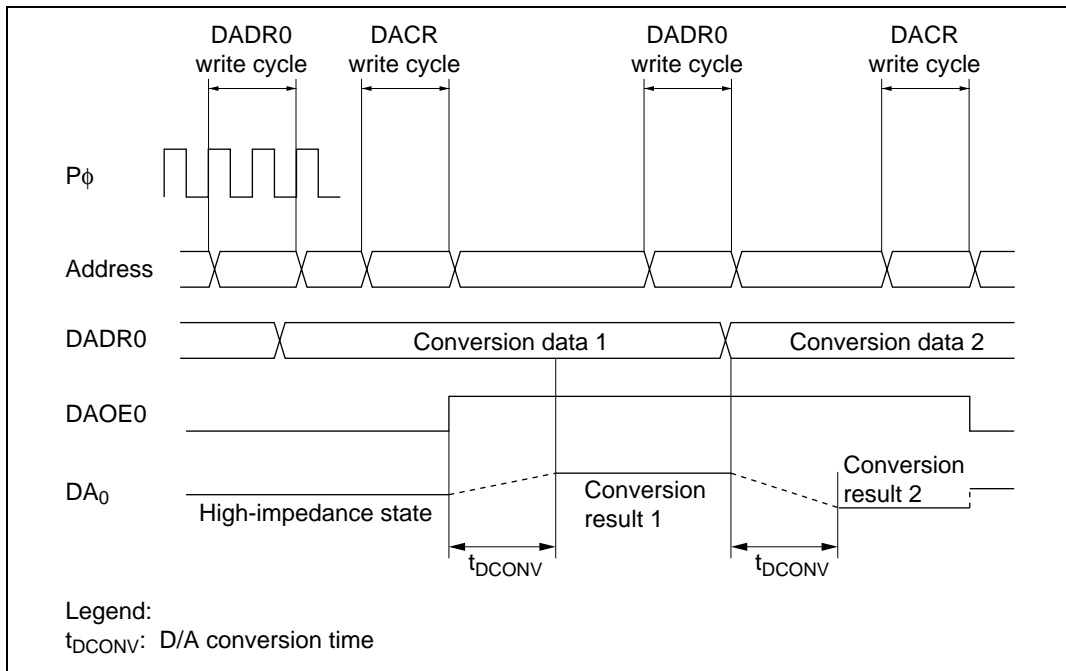 DADR0
write cycle
DACR
write cycle
DADR0
write cycle
DACR
write cycle
Pϕ
Address
DADR0
Conversion data 1
Conversion data 2
DAOE0
DA0
High-impedance state
Conversion
result 1
Conversion
result 2
tDCONV
tDCONV
Legend:
tDCONV: D/A conversion time